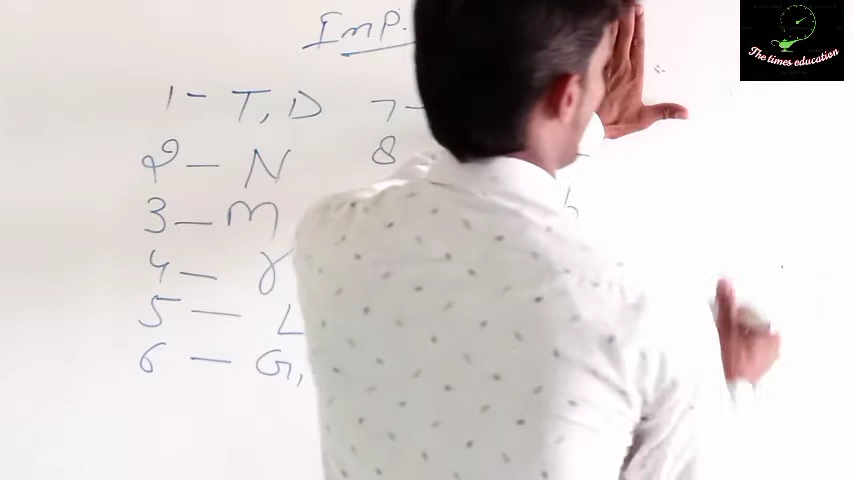 Imp.
1 - T, D
2 - N
3 - m
4 - r
5 - L
6 - G,
7 -
8
b
The times education